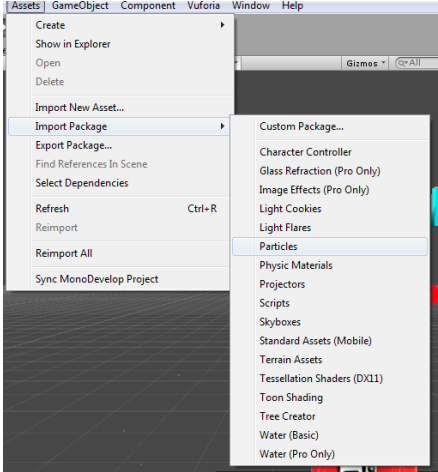 Assets GameObject Component Vuforia Window Help
Create
Show in Explorer
Open
Delete
Gizmos
All
Import New Asset...
Import Package
Export Package...
Find References In Scene
Select Dependencies
Refresh Ctrl+R
Reimport
Reimport All
Sync MonoDevelop Project
Custom Package...
Character Controller
Glass Refraction (Pro Only)
Image Effects (Pro Only)
Light Cookies
Light Flares
Particles
Physic Materials
Projectors
Scripts
Skyboxes
Standard Assets (Mobile)
Terrain Assets
Tessellation Shaders (DX11)
Toon Shading
Tree Creator
Water (Basic)
Water (Pro Only)